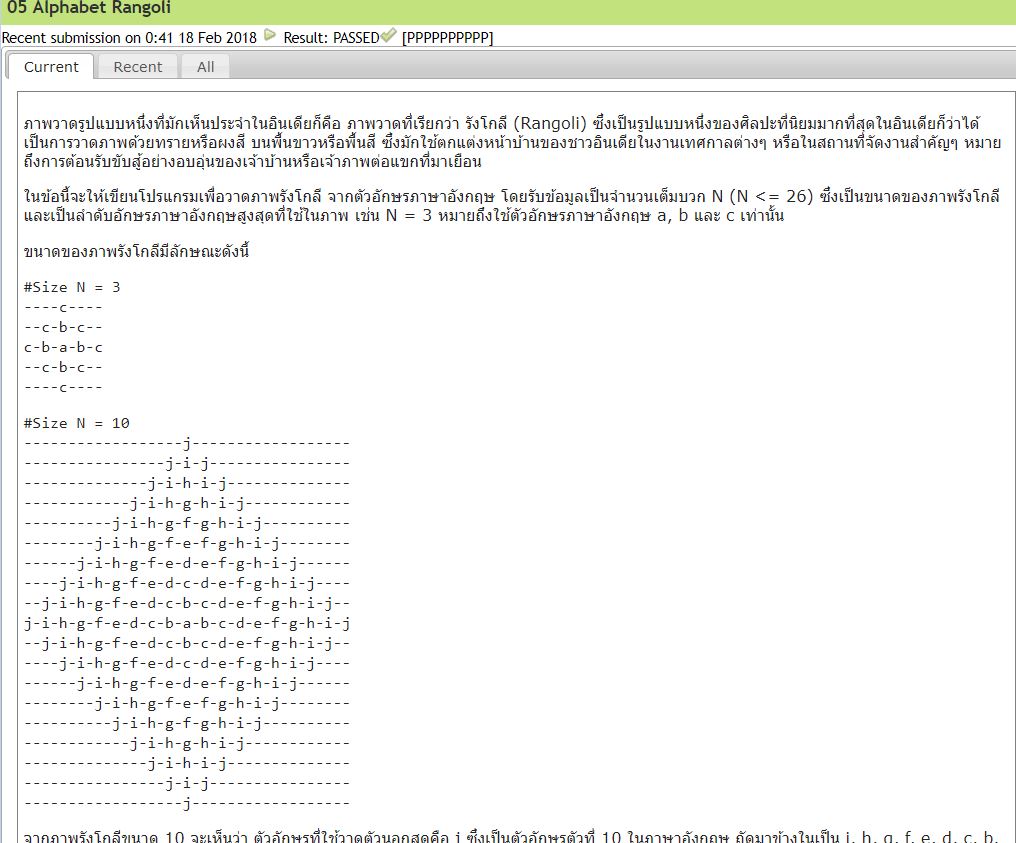 05 Alphabet Rangoli
Recent submission on 0:41 18 Feb 2018 Result: PASSED [PPPPPPPPPP]
Current Recent All
ภาพวาดรูปแบบหนึ่งที่มักเห็นประจำในอินเดียก็คือ ภาพวาดที่เรียกว่า รังโกลี (Rangoli) ซึ่งเป็นรูปแบบหนึ่งของศิลปะที่นิยมมากที่สุดในอินเดียก็ว่าได้
เป็นการวาดภาพด้วยทรายหรือผงสี บนพื้นขาวหรือพื้นสี ซึ่งมักใช้ตกแต่งหน้าบ้านของชาวอินเดียในงานเทศกาลต่างๆ หรือในสถานที่จัดงานสำคัญๆ หมาย
ถึงการต้อนรับขับสู้อย่างอบอุ่นของเจ้าบ้านหรือเจ้าภาพต่อแขกที่มาเยือน
ในข้อนี้จะให้เขียนโปรแกรมเพื่อวาดภาพรังโกลี จากตัวอักษรภาษาอังกฤษ โดยรับข้อมูลเป็นจำนวนเต็มบวก N (N <= 26) ซึ่งเป็นขนาดของภาพรังโกลี
และเป็นลำดับอักษรภาษาอังกฤษสูงสุดที่ใช้ในภาพ เช่น N = 3 หมายถึงใช้ตัวอักษรภาษาอังกฤษ a, b และ c เท่านั้น
ขนาดของภาพรังโกลีมีลักษณะดังนี้
#Size N = 3
----c----
--c-b-c--
c-b-a-b-c
--c-b-c--
----c----
#Size N = 10
------------------j------------------
----------------j-i-j----------------
--------------j-i-h-i-j--------------
------------j-i-h-g-h-i-j------------
----------j-i-h-g-f-g-h-i-j----------
--------j-i-h-g-f-e-f-g-h-i-j--------
------j-i-h-g-f-e-d-e-f-g-h-i-j------
----j-i-h-g-f-e-d-c-d-e-f-g-h-i-j----
--j-i-h-g-f-e-d-c-b-c-d-e-f-g-h-i-j--
j-i-h-g-f-e-d-c-b-a-b-c-d-e-f-g-h-i-j
--j-i-h-g-f-e-d-c-b-c-d-e-f-g-h-i-j--
----j-i-h-g-f-e-d-c-d-e-f-g-h-i-j----
------j-i-h-g-f-e-d-e-f-g-h-i-j------
--------j-i-h-g-f-e-f-g-h-i-j--------
----------j-i-h-g-f-g-h-i-j----------
------------j-i-h-g-h-i-j------------
--------------j-i-h-i-j--------------
----------------j-i-j----------------
------------------j------------------
จากภาพรังโกลีขนาด 10 จะเห็นว่า ตัวอักษรที่ใช้วาดตัวนอกสุดคือ j ซึ่งเป็นตัวอักษรตัวที่ 10 ในภาษาอังกฤษ ถัดมาข้างในเป็น i, h, g, f, e, d, c, b,